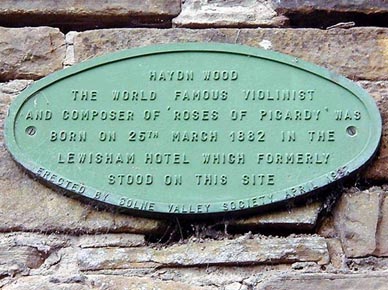 HAYDN WOOD
THE WORLD FAMOUS VIOLINIST
AND COMPOSER OF 'ROSES OF PICARDY' WAS
BORN ON 25TH MARCH 1882 IN THE
LEWISHAM HOTEL WHICH FORMERLY
STOOD ON THIS SITE
ERECTED BY COLNE VALLEY SOCIETY APRIL